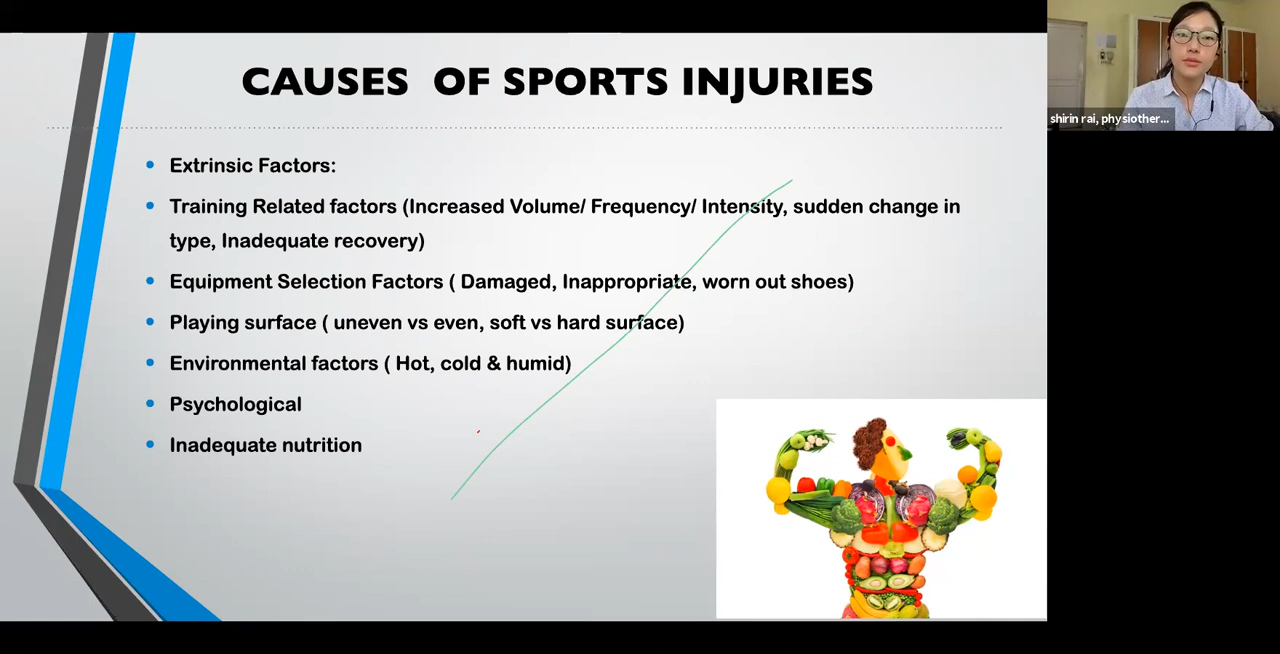 CAUSES OF SPORTS INJURIES
Extrinsic Factors:
Training Related factors (Increased Volume/ Frequency/ Intensity, sudden change in
type, Inadequate recovery)
Equipment Selection Factors ( Damaged, Inappropriate, worn out shoes)
Playing surface ( uneven vs even, soft vs hard surface)
Environmental factors ( Hot, cold & humid)
Psychological
Inadequate nutrition
shirin rai, physiother...